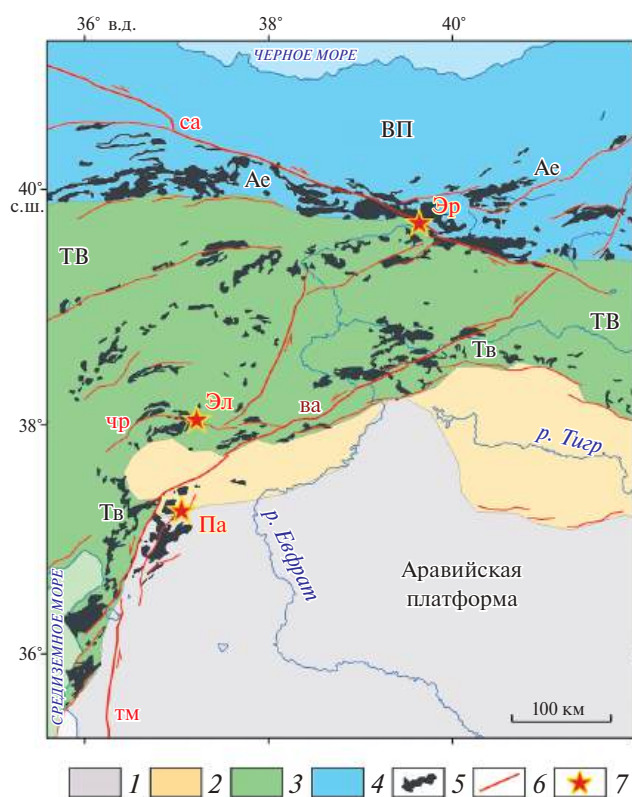 36° в.д. 38° 40°
ЧЕРНОЕ МОРЕ
са
ВП
Ае
Ае
40°
с.ш.
Эр
ТВ
ТВ
Тв
Эл
чр
ва
38°
р. Тигр
Тв
Па
р. Евфрат
Аравийская
платформа
СРЕДИЗЕМНОЕ МОРЕ
36°
тм
100 км
1 2 3 4 5 6 7